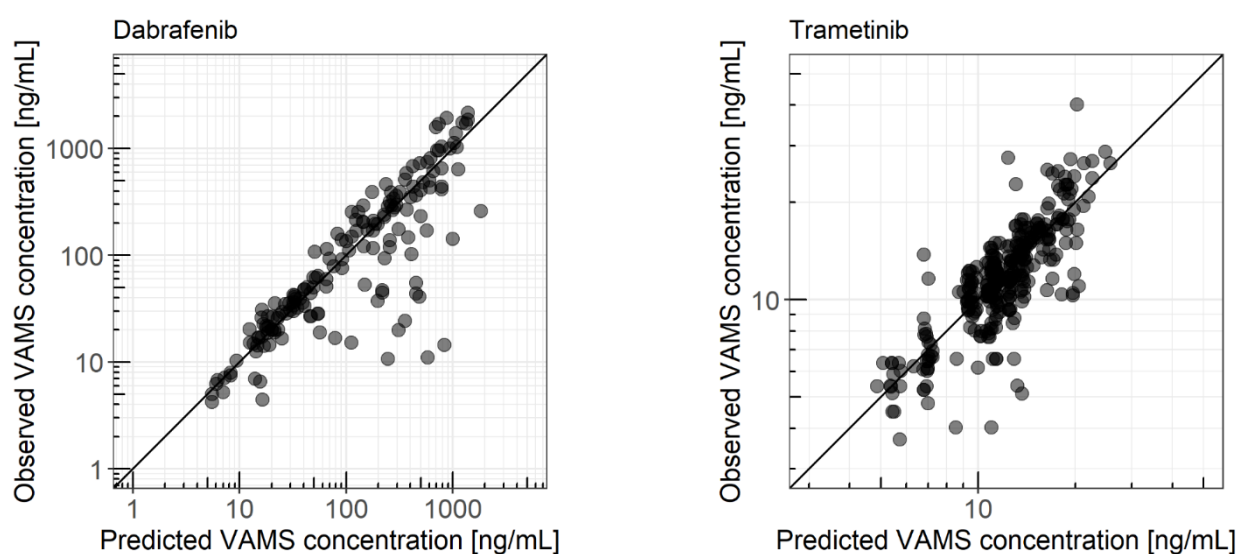 Dabrafenib
Observed VAMS concentration [ng/mL]
1000
100
10
1
1 10 100 1000
Predicted VAMS concentration [ng/mL]
Trametinib
Observed VAMS concentration [ng/mL]
10
10
Predicted VAMS concentration [ng/mL]